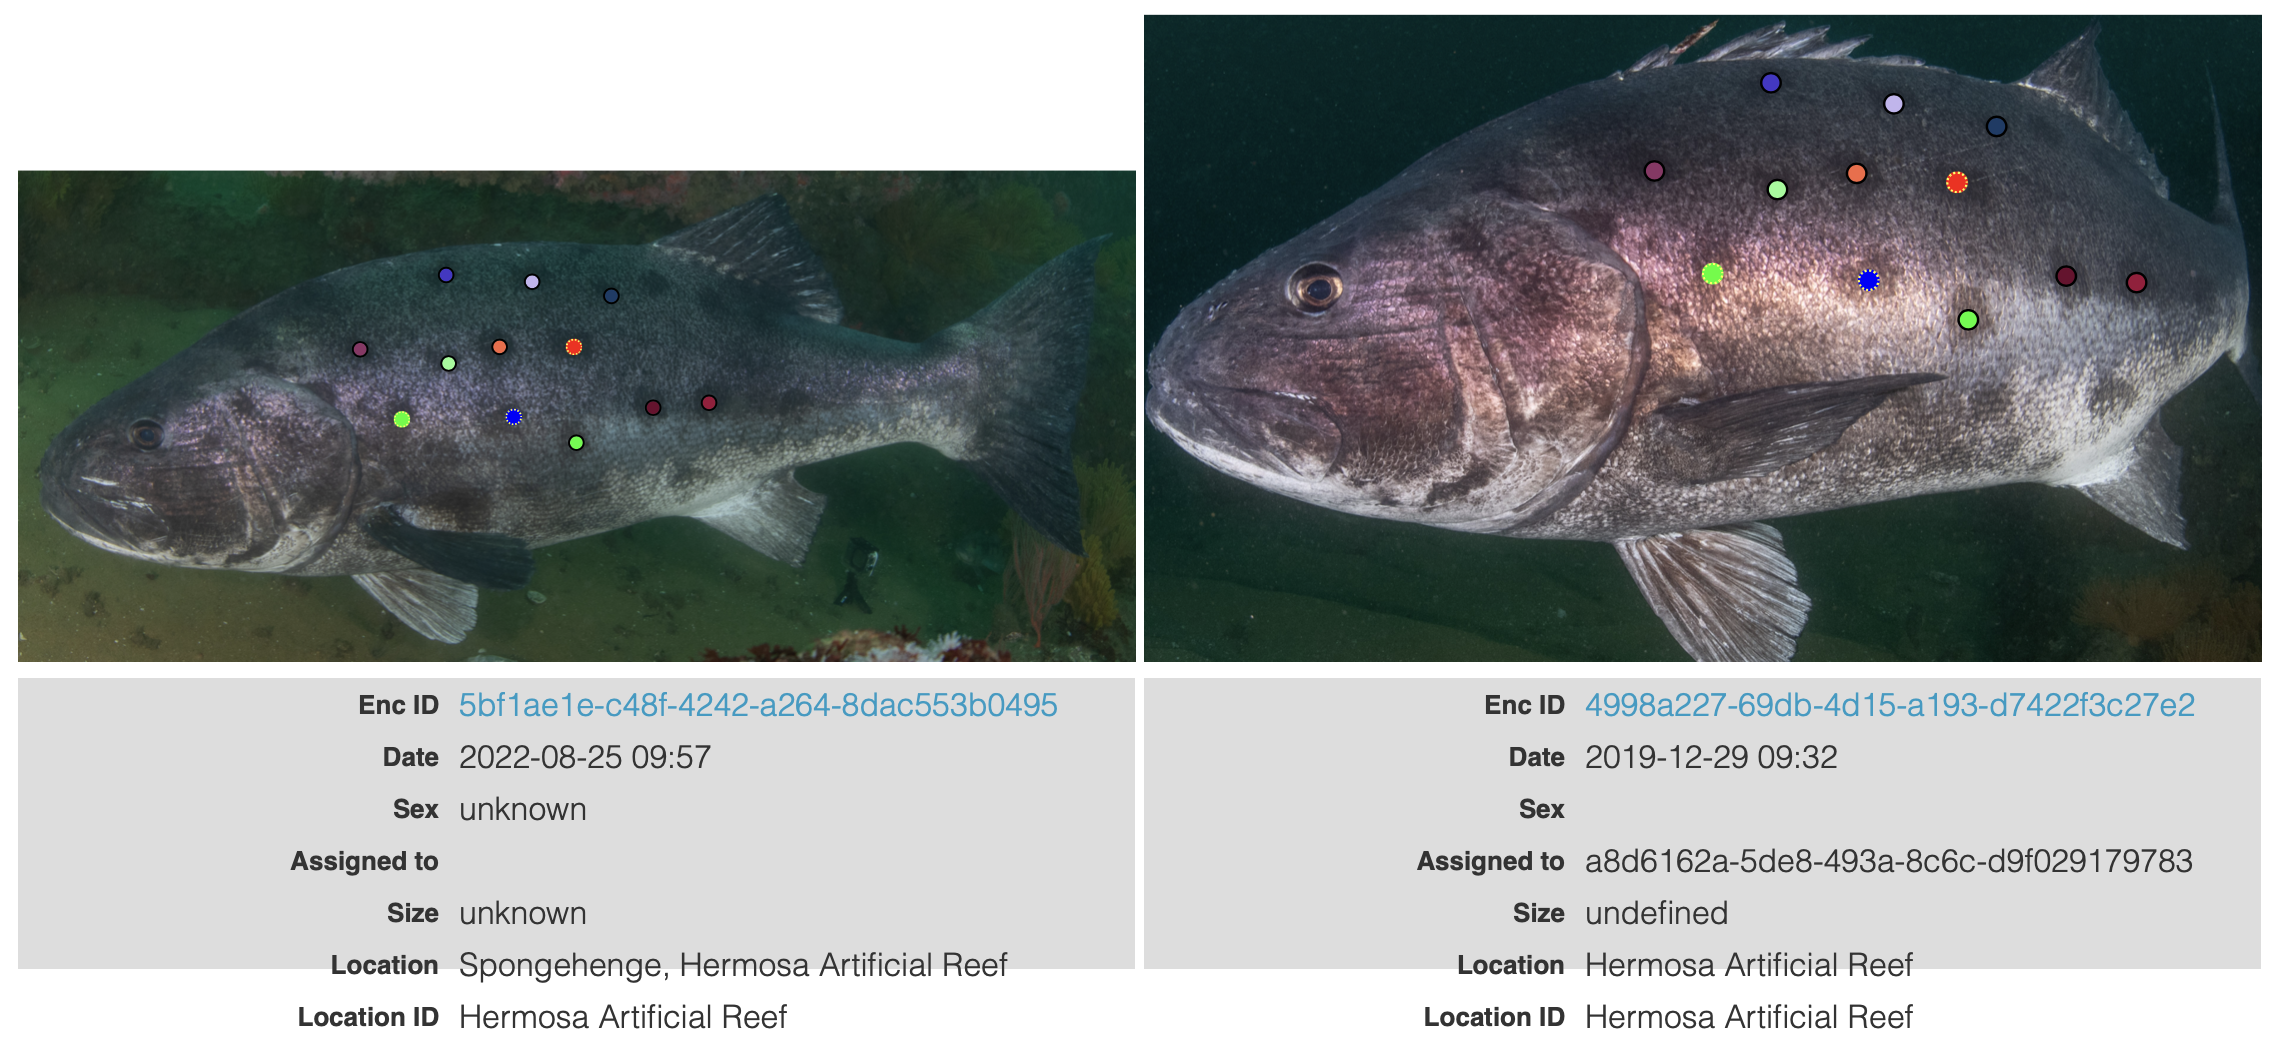 Enc ID 5bf1ae1e-c48f-4242-a264-8dac553b0495
Date 2022-08-25 09:57
Sex unknown
Assigned to
Size unknown
Location Spongehenge, Hermosa Artificial Reef
Location ID Hermosa Artificial Reef
Enc ID 4998a227-69db-4d15-a193-d7422f3c27e2
Date 2019-12-29 09:32
Sex
Assigned to a8d6162a-5de8-493a-8c6c-d9f029179783
Size undefined
Location Hermosa Artificial Reef
Location ID Hermosa Artificial Reef